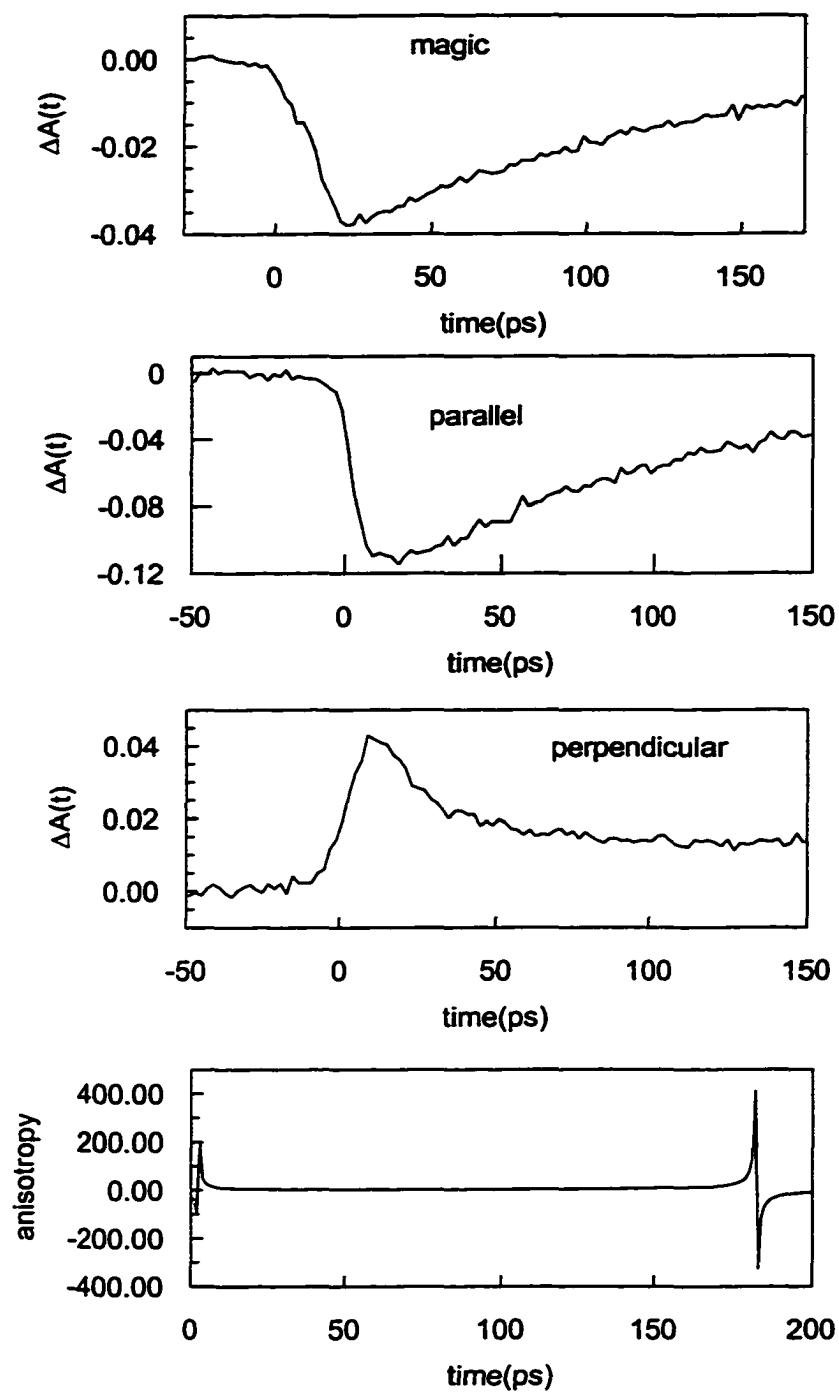 magic
0.00
-0.02
-0.04
ΔA(t)
0 50 100 150
time(ps)
parallel
0
-0.04
-0.08
-0.12
ΔA(t)
-50 0 50 100 150
time(ps)
perpendicular
0.04
0.02
0.00
ΔA(t)
-50 0 50 100 150
time(ps)
400.00
200.00
0.00
-200.00
-400.00
anisotropy
0 50 100 150 200
time(ps)